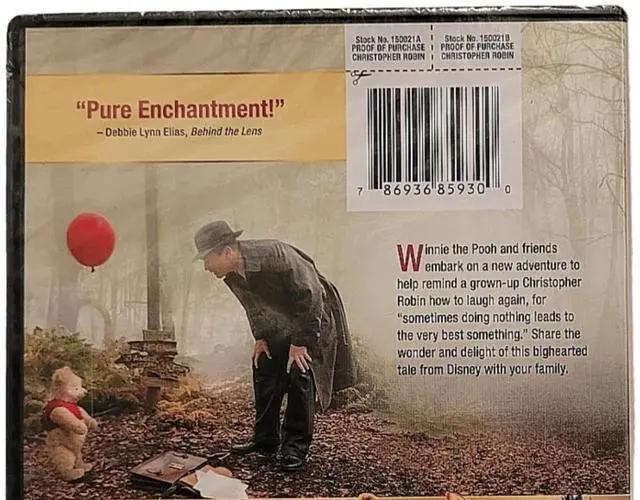 Stock No. 150021A
PROOF OF PURCHASE
CHRISTOPHER ROBIN
Stock No. 150021B
PROOF OF PURCHASE
CHRISTOPHER ROBIN
“Pure Enchantment!”
– Debbie Lynn Elias, Behind the Lens
7 86936 85930 0
Winnie the Pooh and friends
embark on a new adventure to
help remind a grown-up Christopher
Robin how to laugh again, for
“sometimes doing nothing leads to
the very best something.” Share the
wonder and delight of this bighearted
tale from Disney with your family.